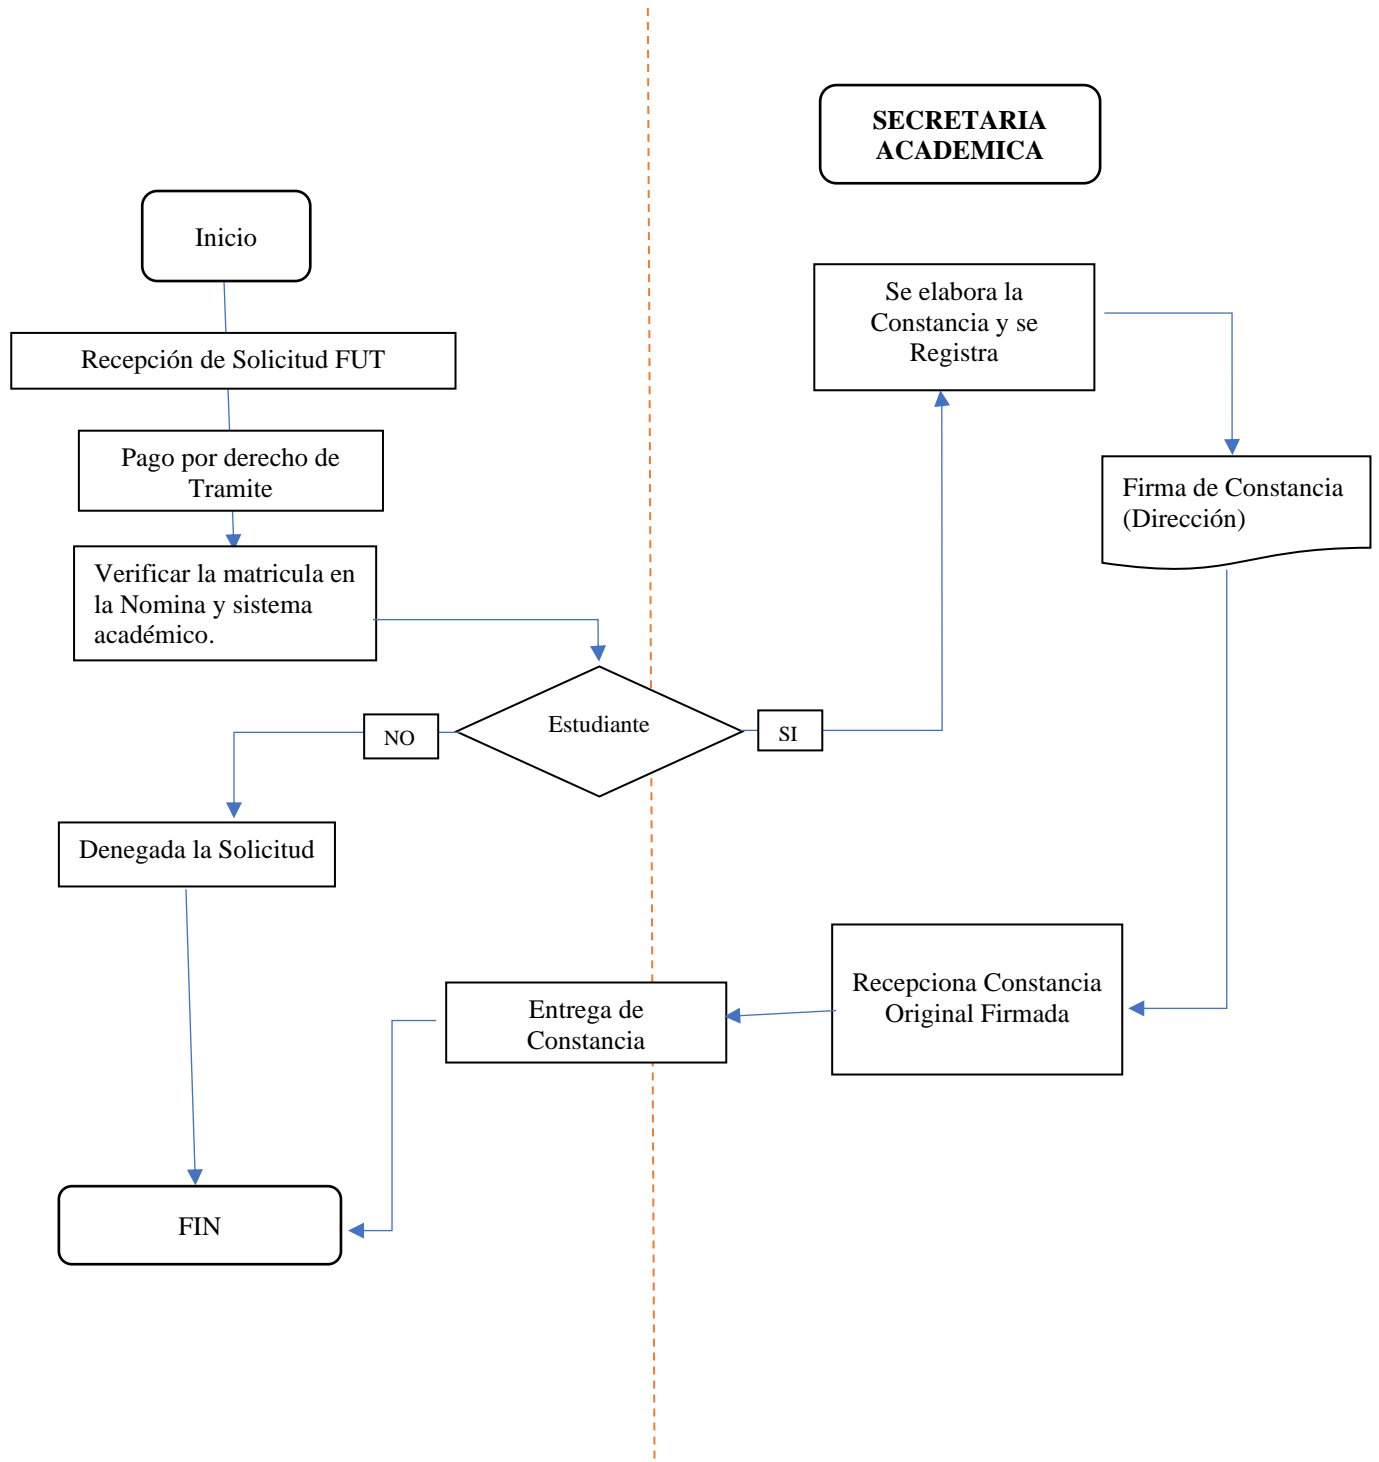 SECRETARIA
ACADEMICA
Inicio
Recepción de Solicitud FUT
Pago por derecho de
Tramite
Verificar la matricula en
la Nomina y sistema
académico.
Estudiante
NO
SI
Se elabora la
Constancia y se
Registra
Firma de Constancia
(Dirección)
Denegada la Solicitud
Recepciona Constancia
Original Firmada
Entrega de
Constancia
FIN